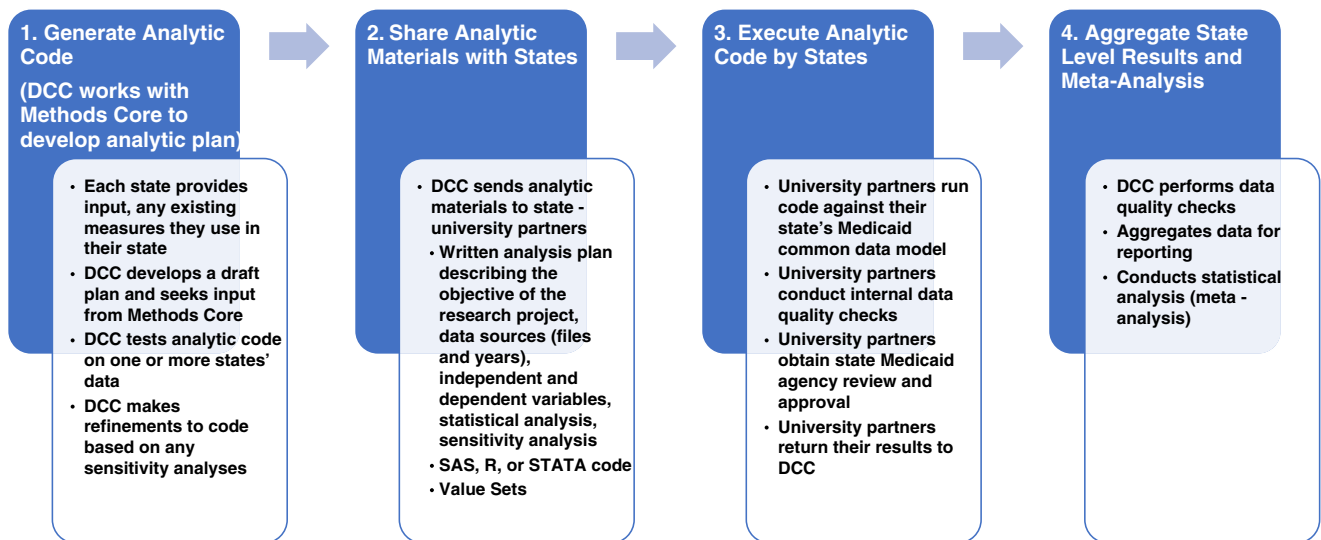 1. Generate Analytic
Code
(DCC works with
Methods Core to
develop analytic plan)
• Each state provides
input, any existing
measures they use in
their state
• DCC develops a draft
plan and seeks input
from Methods Core
• DCC tests analytic code
on one or more states’
data
• DCC makes
refinements to code
based on any
sensitivity analyses
2. Share Analytic
Materials with States
• DCC sends analytic
materials to state -
university partners
• Written analysis plan
describing the
objective of the
research project,
data sources (files
and years),
independent and
dependent variables,
statistical analysis,
sensitivity analysis
• SAS, R, or STATA code
• Value Sets
3. Execute Analytic
Code by States
• University partners run
code against their
state’s Medicaid
common data model
• University partners
conduct internal data
quality checks
• University partners
obtain state Medicaid
agency review and
approval
• University partners
return their results to
DCC
4. Aggregate State
Level Results and
Meta-Analysis
• DCC performs data
quality checks
• Aggregates data for
reporting
• Conducts statistical
analysis (meta -
analysis)